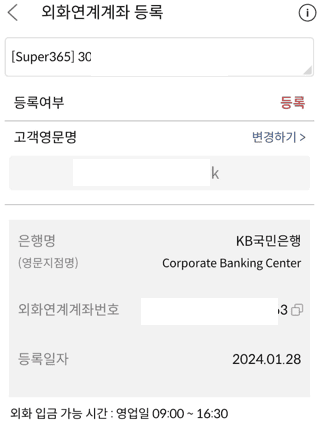 외화연계계좌 등록
[Super365] 30
등록여부 등록
고객영문명 변경하기 >
k
은행명 KB국민은행
(영문지점명) Corporate Banking Center
외화연계계좌번호 3
등록일자 2024.01.28
외화 입금 가능 시간 : 영업일 09:00 ~ 16:30